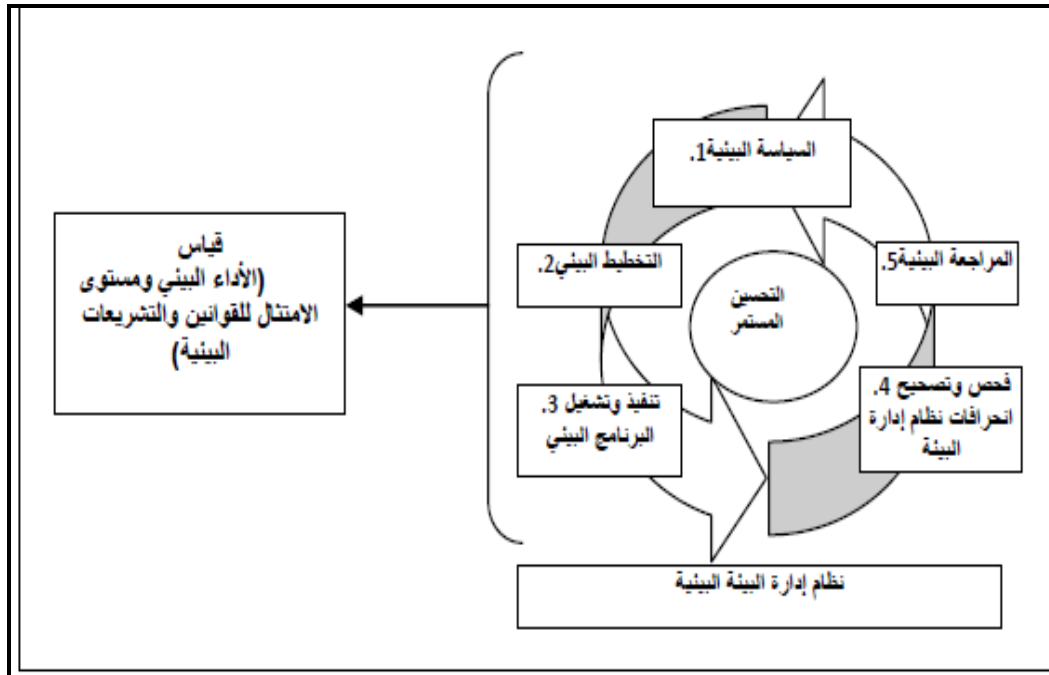 السياسة البيئية1.
التخطيط البيئي2.
تنفيذ وتشغيل 3.
البرنامج البيئي
فحص وتصحيح 4.
انحرافات نظام إدارة
البيئة
المراجعة البيئية5.
التحسين
المستمر
قياس
(الأداء البيئي ومستوى
الامتثال للقوانين والتشريعات
البيئية)
نظام إدارة البيئة البيئية